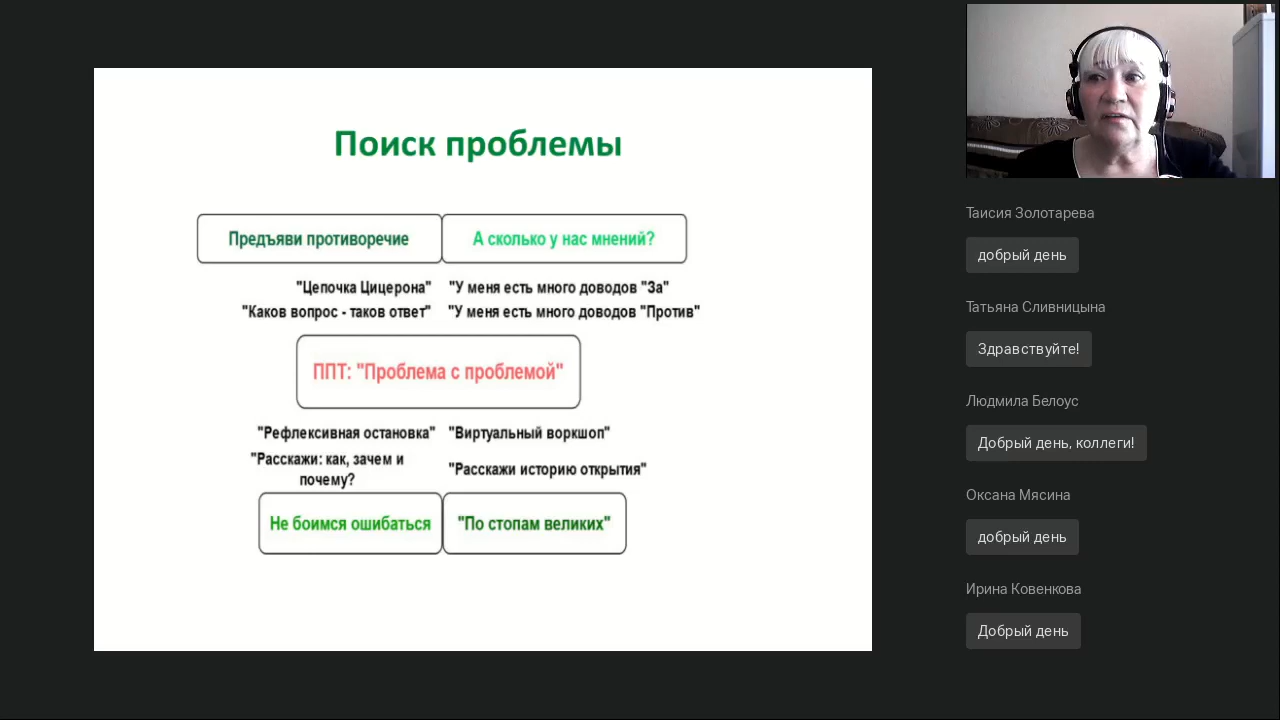 Поиск проблемы
Предъяви противоречие
А сколько у нас мнений?
"Цепочка Цицерона"
"У меня есть много доводов "За"
"Каков вопрос - таков ответ"
"У меня есть много доводов "Против"
ППТ: "Проблема с проблемой"
"Рефлексивная остановка"
"Виртуальный воркшоп"
"Расскажи: как, зачем и
почему?
"Расскажи историю открытия"
Не боимся ошибаться
"По стопам великих"
Таисия Золотарева
добрый день
Татьяна Сливницына
Здравствуйте!
Людмила Белоус
Добрый день, коллеги!
Оксана Мясина
добрый день
Ирина Ковенкова
Добрый день